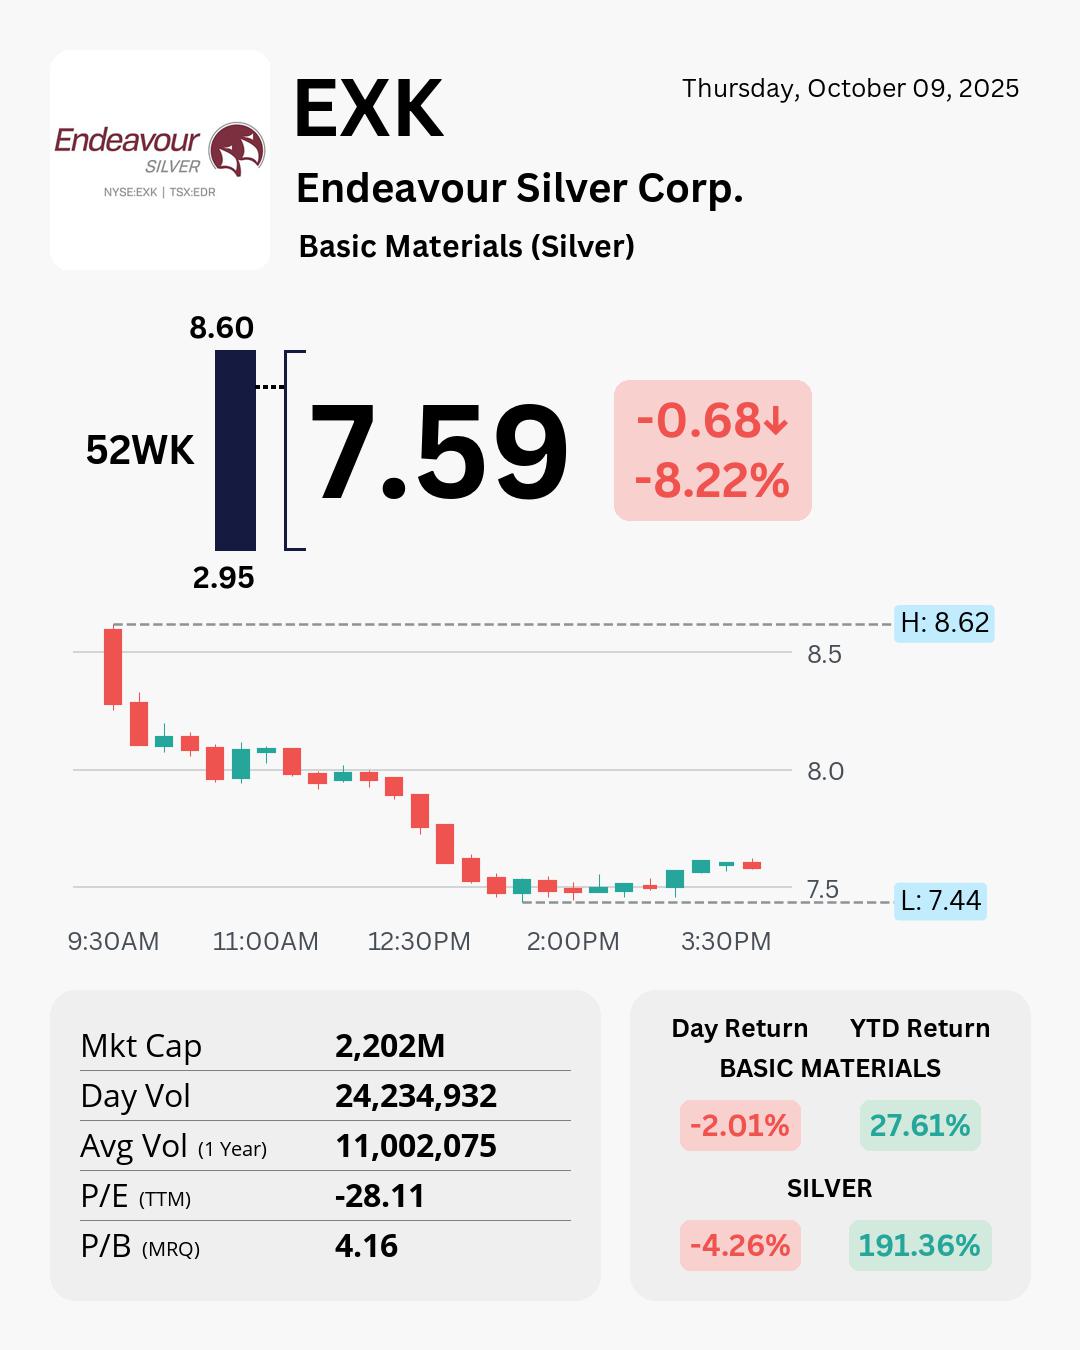 Endeavour
SILVER
NYSE:EXK | TSX:EDR
EXK
Thursday, October 09, 2025
Endeavour Silver Corp.
Basic Materials (Silver)
8.60
52WK
2.95
7.59
-0.68↓
-8.22%
H: 8.62
8.5
8.0
7.5
L: 7.44
9:30AM 11:00AM 12:30PM 2:00PM 3:30PM
Mkt Cap 2,202M
Day Vol 24,234,932
Avg Vol (1 Year) 11,002,075
P/E (TTM) -28.11
P/B (MRQ) 4.16
Day Return YTD Return
BASIC MATERIALS
-2.01% 27.61%
SILVER
-4.26% 191.36%